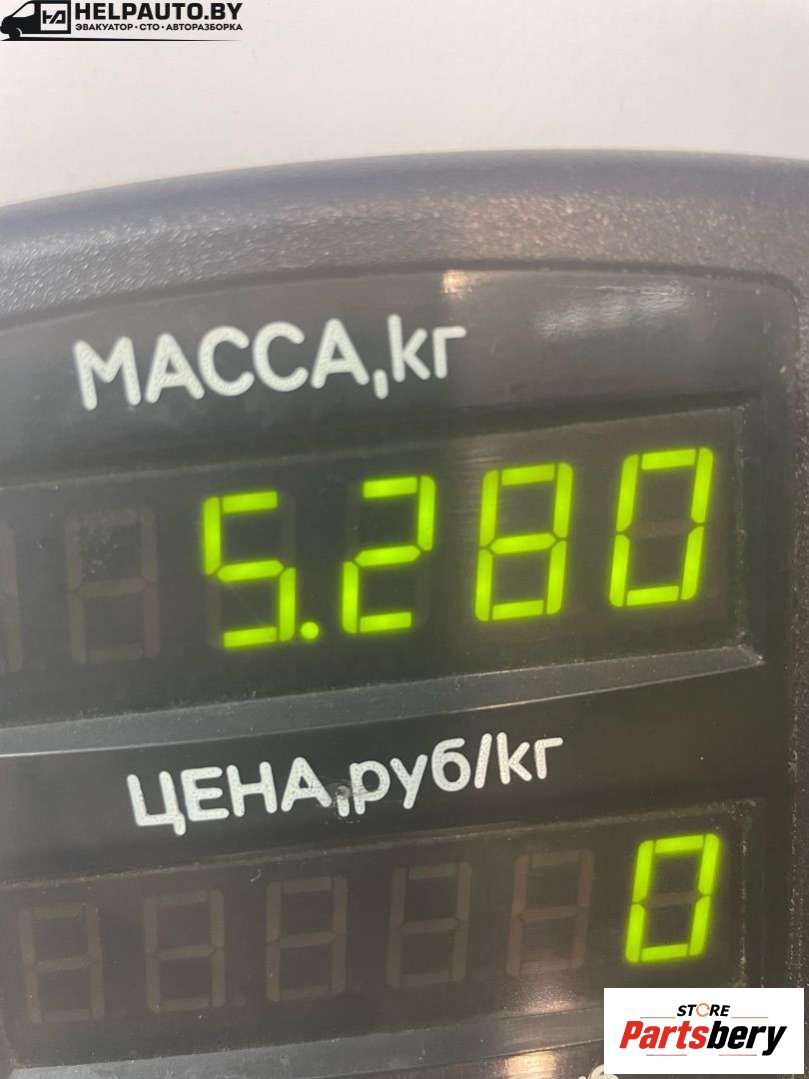 HELPAUTO.BY
ЭВАКУАТОР • СТО • АВТОРАЗБОРКА
МАССА,кг
5.280
ЦЕНА,руб/кг
0
STORE
Partsbery